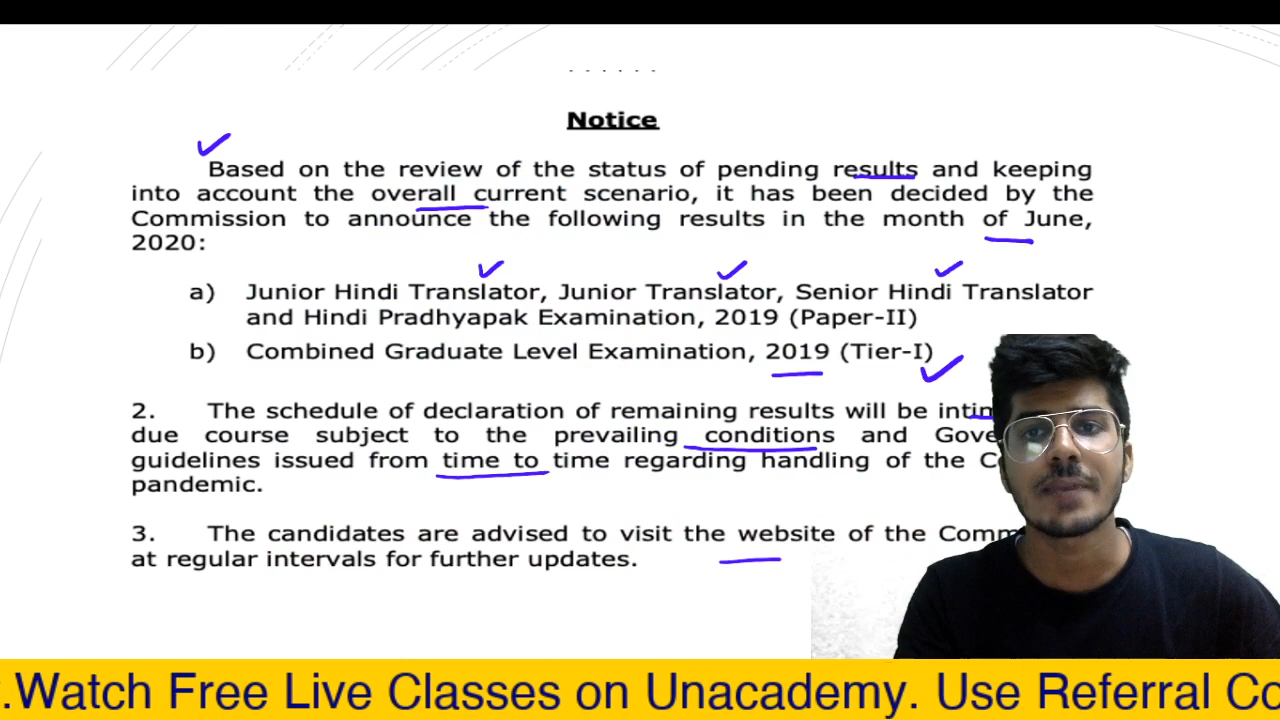 Notice
Based on the review of the status of pending results and keeping
into account the overall current scenario, it has been decided by the
Commission to announce the following results in the month of June,
2020:
a) Junior Hindi Translator, Junior Translator, Senior Hindi Translator
and Hindi Pradhyapak Examination, 2019 (Paper-II)
b) Combined Graduate Level Examination, 2019 (Tier-I)
2. The schedule of declaration of remaining results will be
due course subject to the prevailing conditions and
guidelines issued from time to time regarding handling of the
pandemic.
3. The candidates are advised to visit the website of the
at regular intervals for further updates.
.Watch Free Live Classes on Unacademy. Use Referral